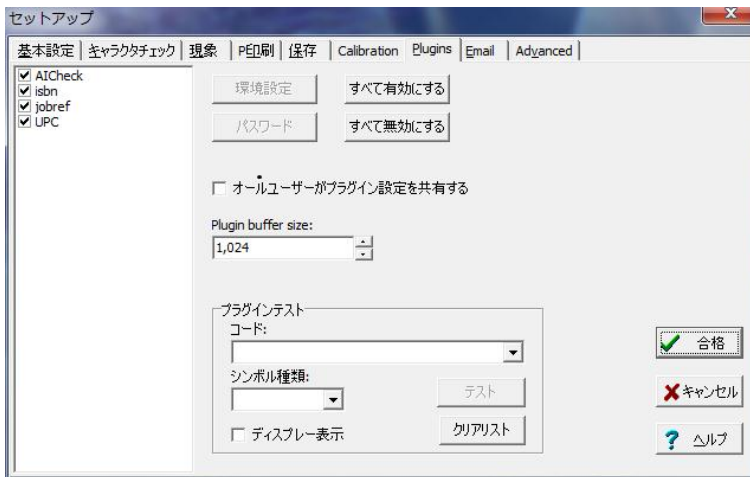 セットアップ
基本設定 キャラクタチェック 現象 PE印刷 保存 Calibration Plugins Email Advanced
AICheck
isbn
jobref
UPC
環境設定 すべて有効にする
パスワード すべて無効にする
オールユーザーがプラグイン設定を共有する
Plugin buffer size:
1,024
プラグインテスト
コード:
シンボル種類:
テスト
ディスプレー表示
クリアリスト
合格
キャンセル
ヘルプ